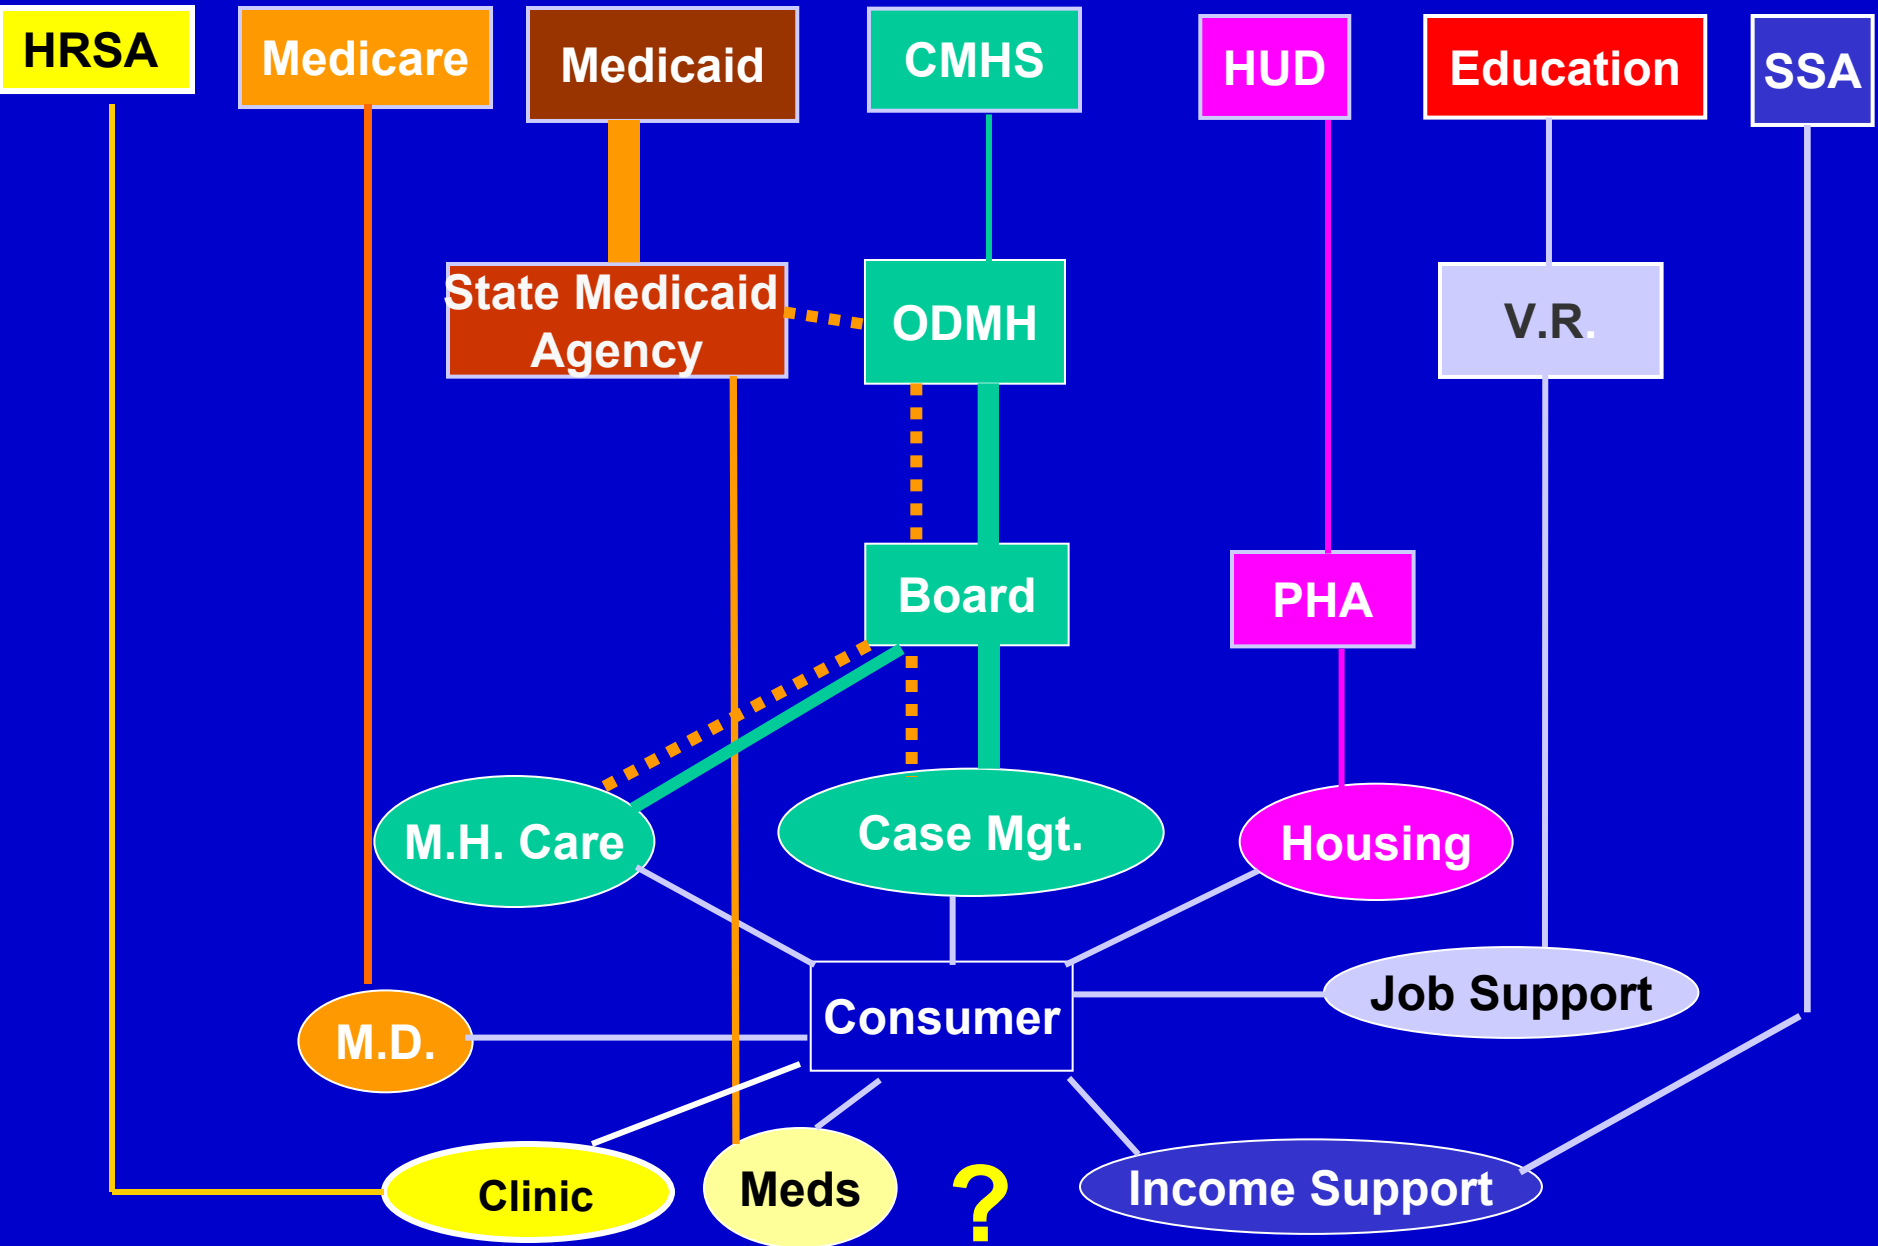 HRSA
Medicare
Medicaid
CMHS
HUD
Education
SSA
State Medicaid
Agency
ODMH
V.R.
Board
PHA
M.H. Care
Case Mgt.
Housing
Job Support
Consumer
M.D.
Clinic
Meds
?
Income Support